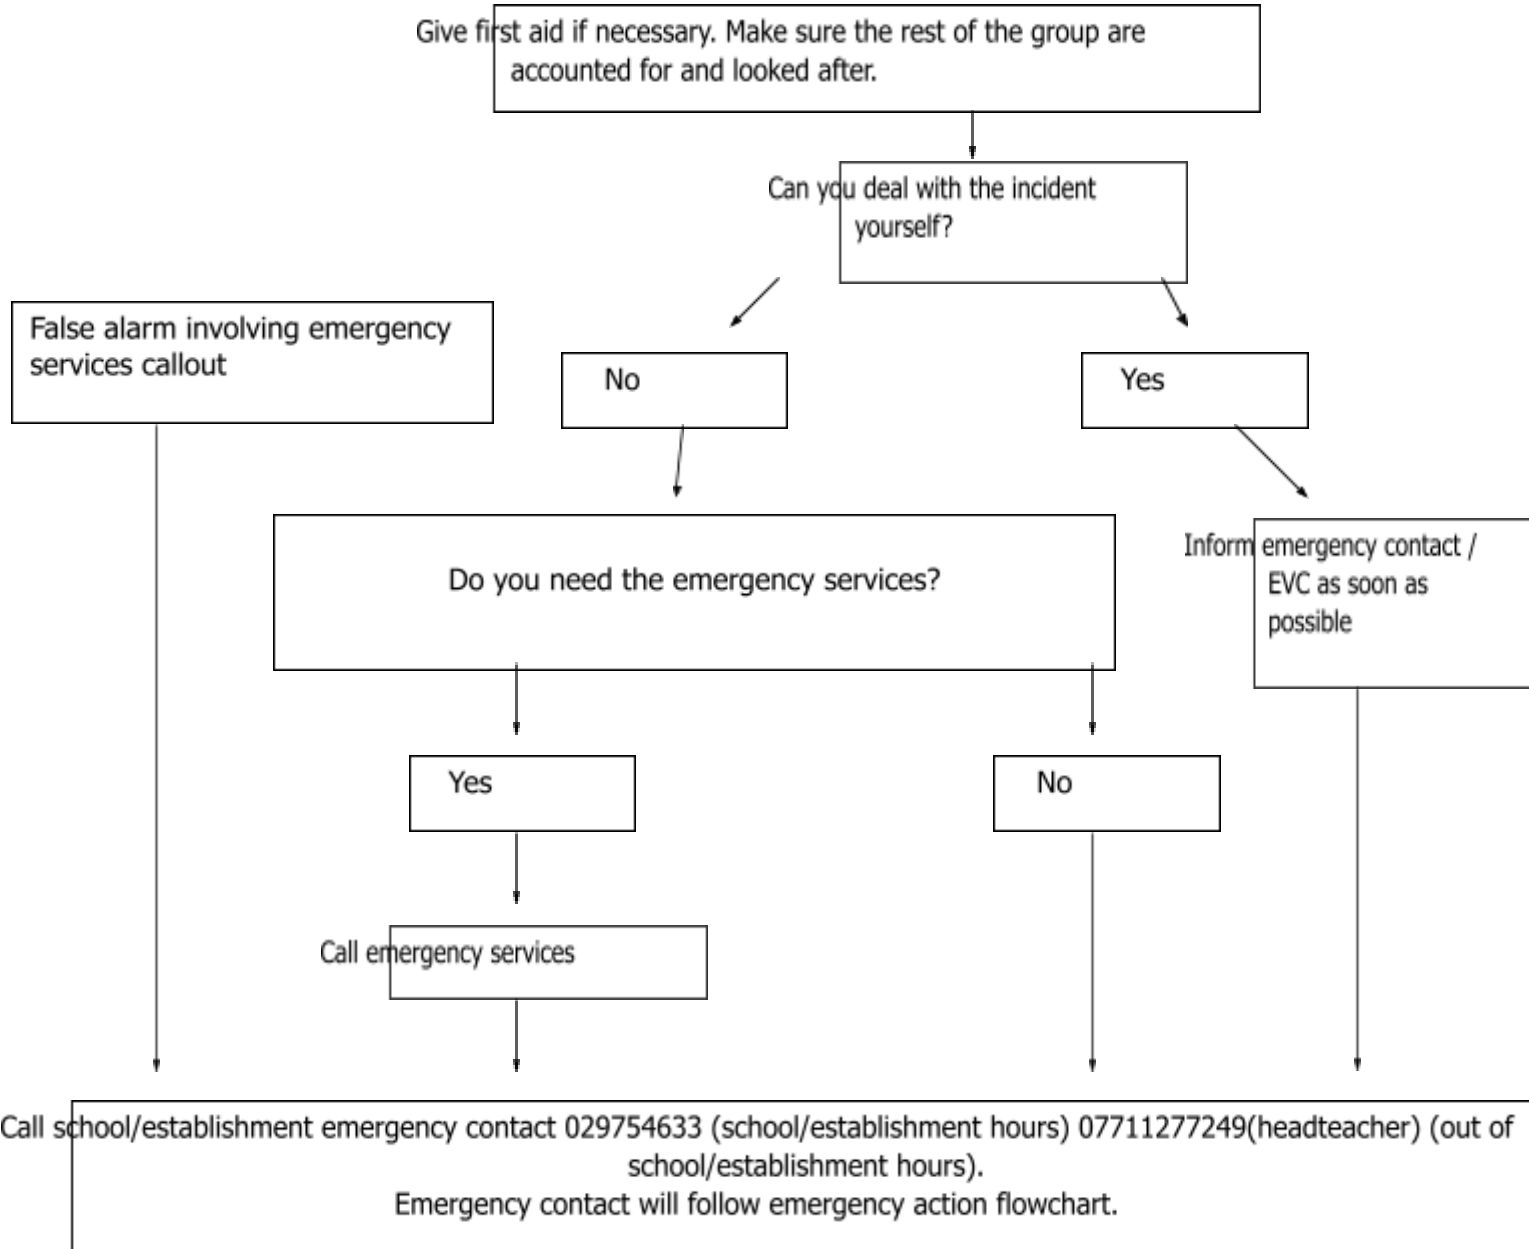 Give first aid if necessary. Make sure the rest of the group are
accounted for and looked after.
Can you deal with the incident
yourself?
False alarm involving emergency
services callout
No
Yes
Do you need the emergency services?
Inform emergency contact /
EVC as soon as
possible
Yes
No
Call emergency services
Call school/establishment emergency contact 029754633 (school/establishment hours) 07711277249(headteacher) (out of
school/establishment hours).
Emergency contact will follow emergency action flowchart.